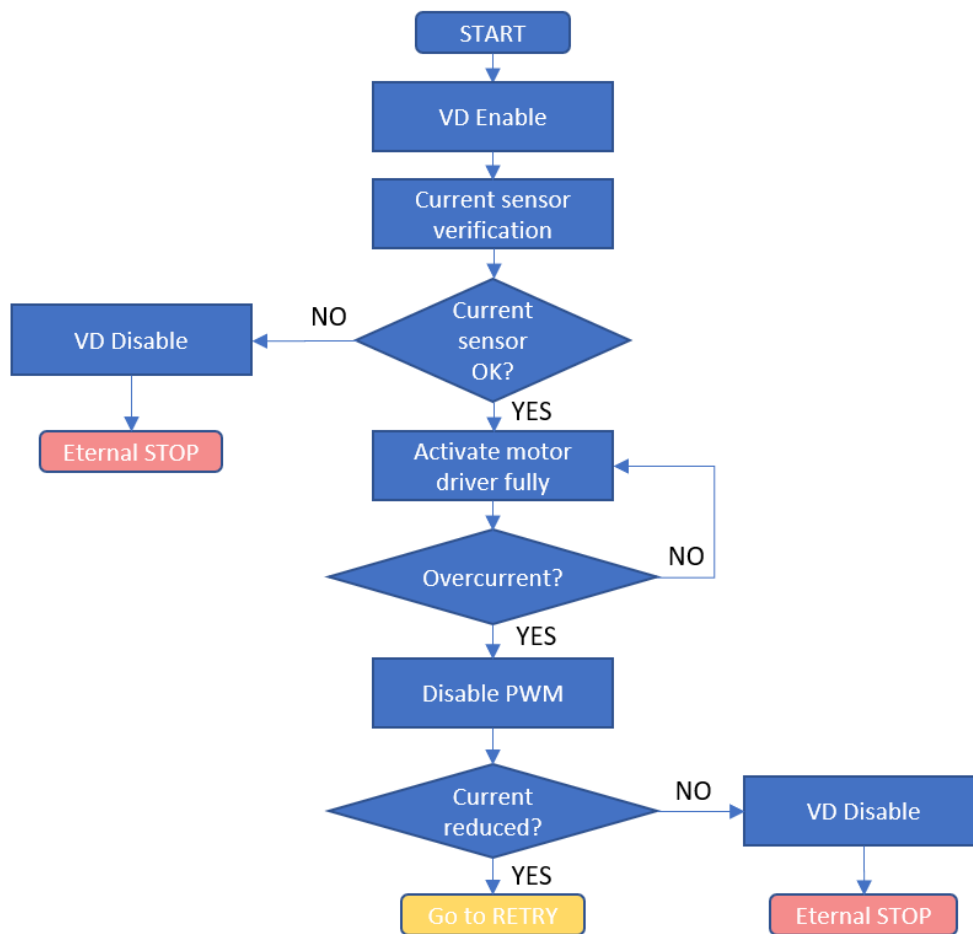 START
VD Enable
Current sensor
verification
Current
sensor
OK?
NO
VD Disable
Eternal STOP
YES
Activate motor
driver fully
Overcurrent?
NO
YES
Disable PWM
Current
reduced?
NO
VD Disable
YES
Go to RETRY
Eternal STOP